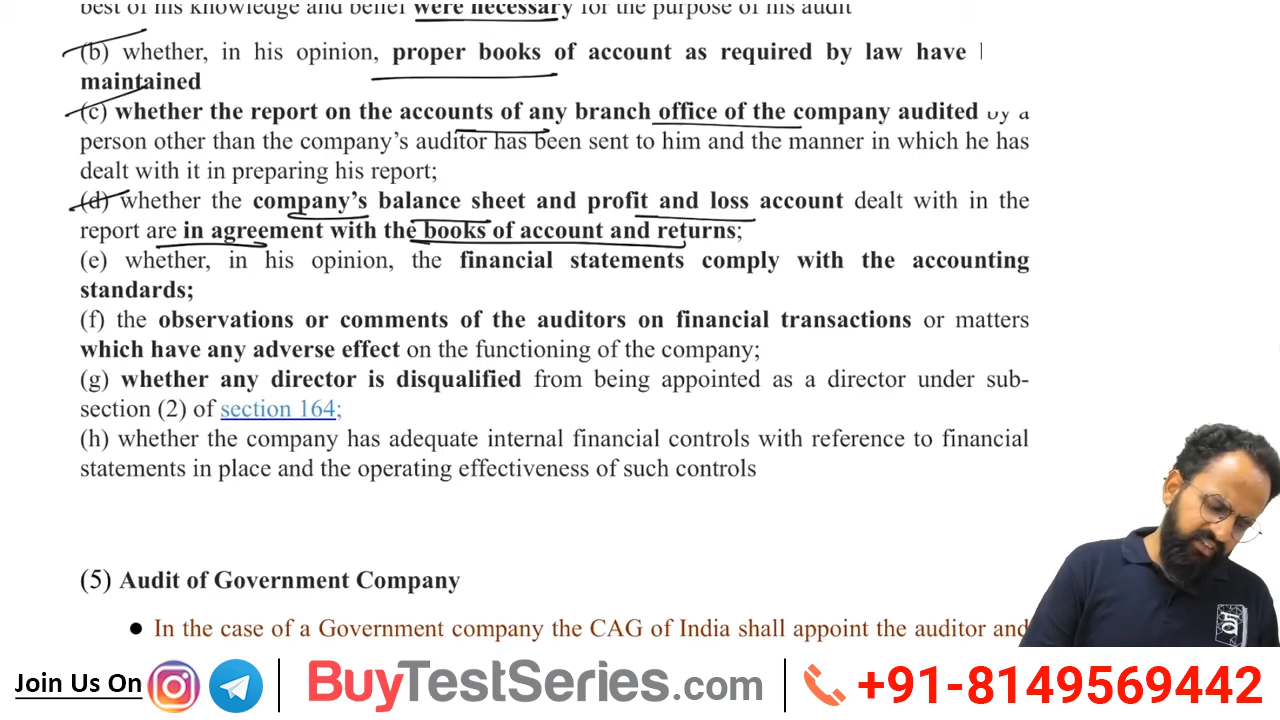 best of his knowledge and belief were necessary for the purpose of his audit
(b) whether, in his opinion, proper books of account as required by law have
maintained
(c) whether the report on the accounts of any branch office of the company audited by a
person other than the company's auditor has been sent to him and the manner in which he has
dealt with it in preparing his report;
(d) whether the company's balance sheet and profit and loss account dealt with in the
report are in agreement with the books of account and returns;
(e) whether, in his opinion, the financial statements comply with the accounting
standards;
(f) the observations or comments of the auditors on financial transactions or matters
which have any adverse effect on the functioning of the company;
(g) whether any director is disqualified from being appointed as a director under sub-
section (2) of section 164;
(h) whether the company has adequate internal financial controls with reference to financial
statements in place and the operating effectiveness of such controls
(5) Audit of Government Company
● In the case of a Government company the CAG of India shall appoint the auditor and
Join Us On BuyTestSeries.com +91-8149569442